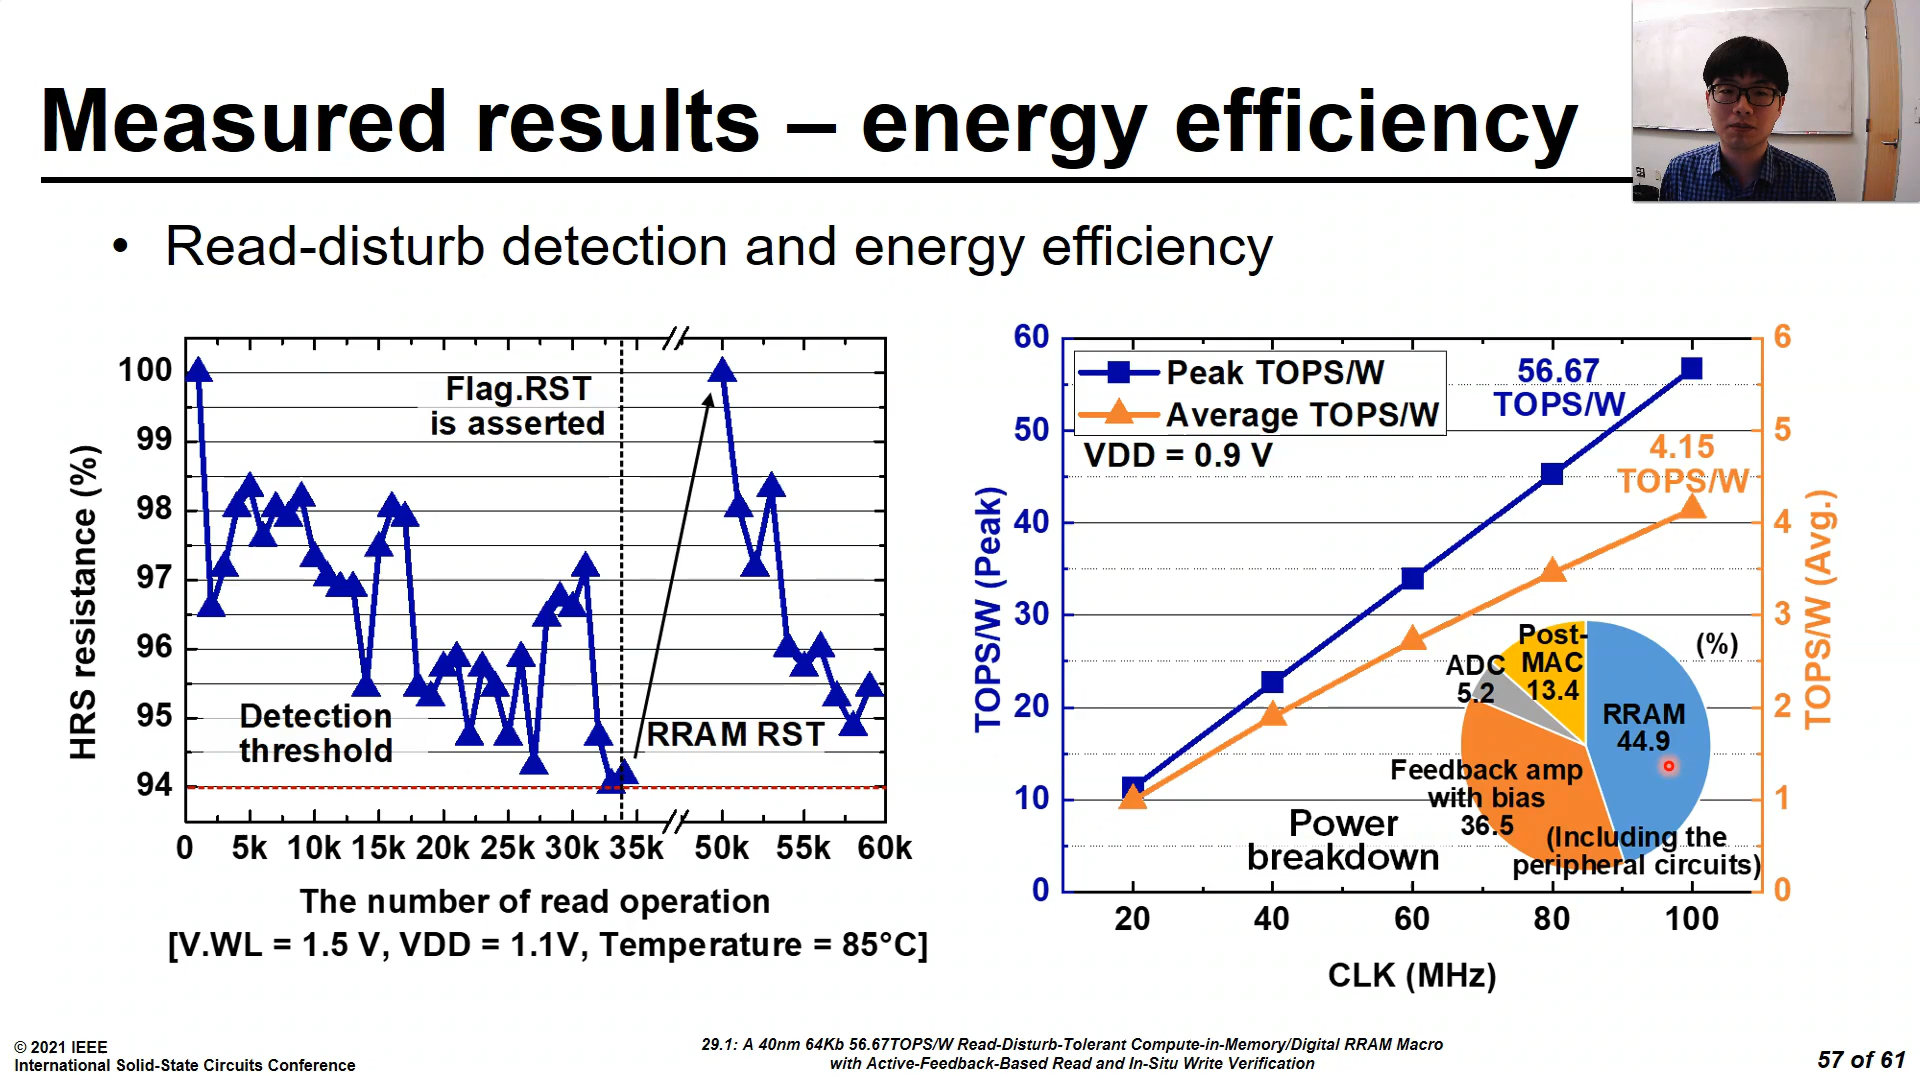 Measured results – energy efficiency
• Read-disturb detection and energy efficiency
HRS resistance (%)
100
99
98
97
96
95
94
Flag.RST
is asserted
Detection
threshold
RRAM RST
0 5k 10k 15k 20k 25k 30k 35k 50k 55k 60k
The number of read operation
[V.WL = 1.5 V, VDD = 1.1V, Temperature = 85°C]
TOPS/W (Peak)
60
50
40
30
20
10
0
Peak TOPS/W
Average TOPS/W
VDD = 0.9 V
56.67
TOPS/W
4.15
TOPS/W
(%)
Post-
MAC
13.4
ADC
5.2
RRAM
44.9
Feedback amp
with bias
36.5
(Including the
peripheral circuits)
Power
breakdown
6
5
4
3
2
1
0
TOPS/W (Avg.)
20 40 60 80 100
CLK (MHz)
© 2021 IEEE
International Solid-State Circuits Conference
29.1: A 40nm 64Kb 56.67TOPS/W Read-Disturb-Tolerant Compute-in-Memory/Digital RRAM Macro
with Active-Feedback-Based Read and In-Situ Write Verification
57 of 61